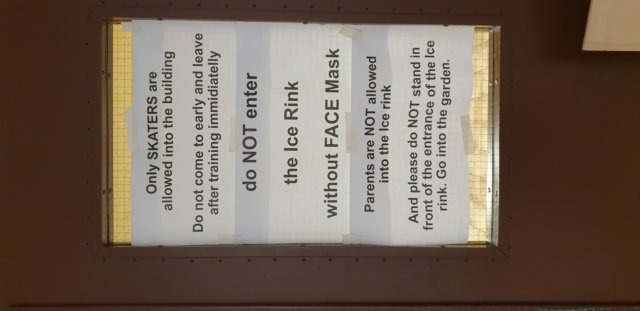 Only SKATERS are
allowed into the building
Do not come to early and leave
after training immidiatelly
do NOT enter
the Ice Rink
without FACE Mask
Parents are NOT allowed
into the Ice rink
And please do NOT stand in
front of the entrance of the Ice
rink. Go into the garden.